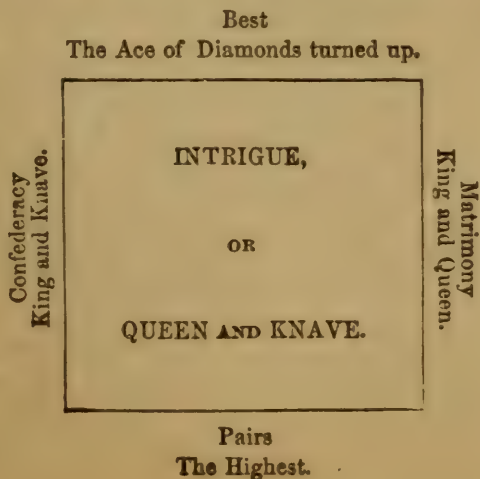 Best
The Ace of Diamonds turned up.
Confederacy
King and Knave.
INTRIGUE,
OR
QUEEN AND KNAVE.
Matrimony
King and Queen.
Pairs
The Highest.